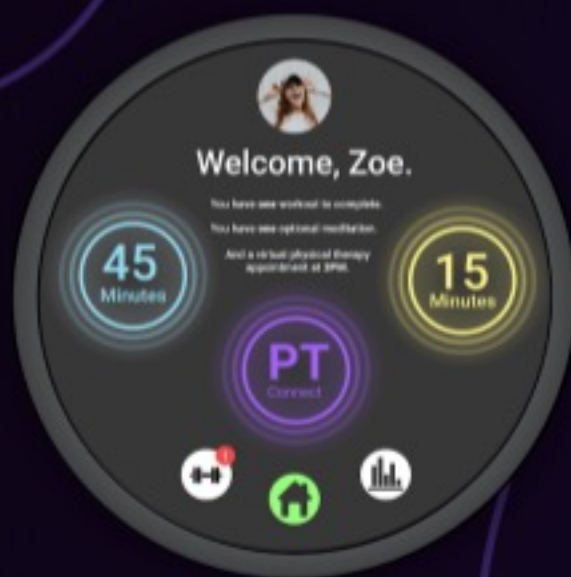 Welcome, Zoe.
You have one workout to complete.
You have one optional meditation.
And a virtual physical therapy
appointment at 3PM.
45
Minutes
15
Minutes
PT
Connect
1